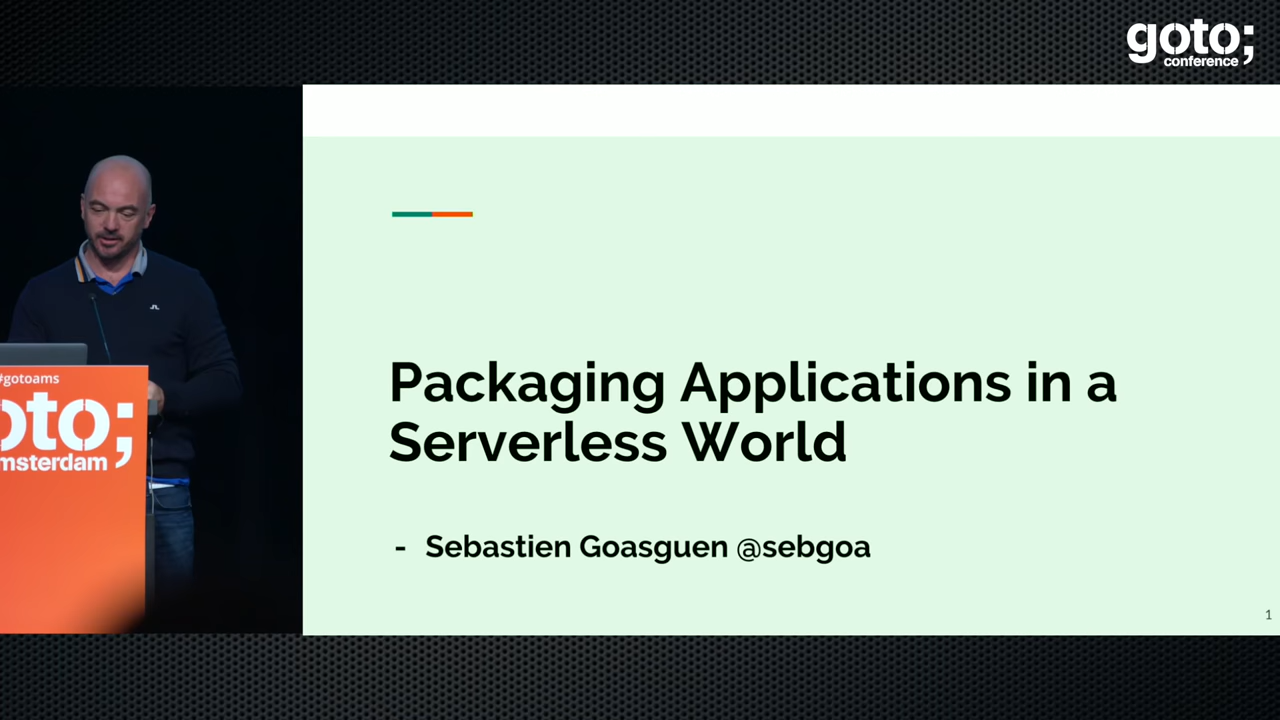 goto;
conference
#gotoams
oto;
msterdam
Packaging Applications in a
Serverless World
- Sebastien Goasguen @sebgoa
1